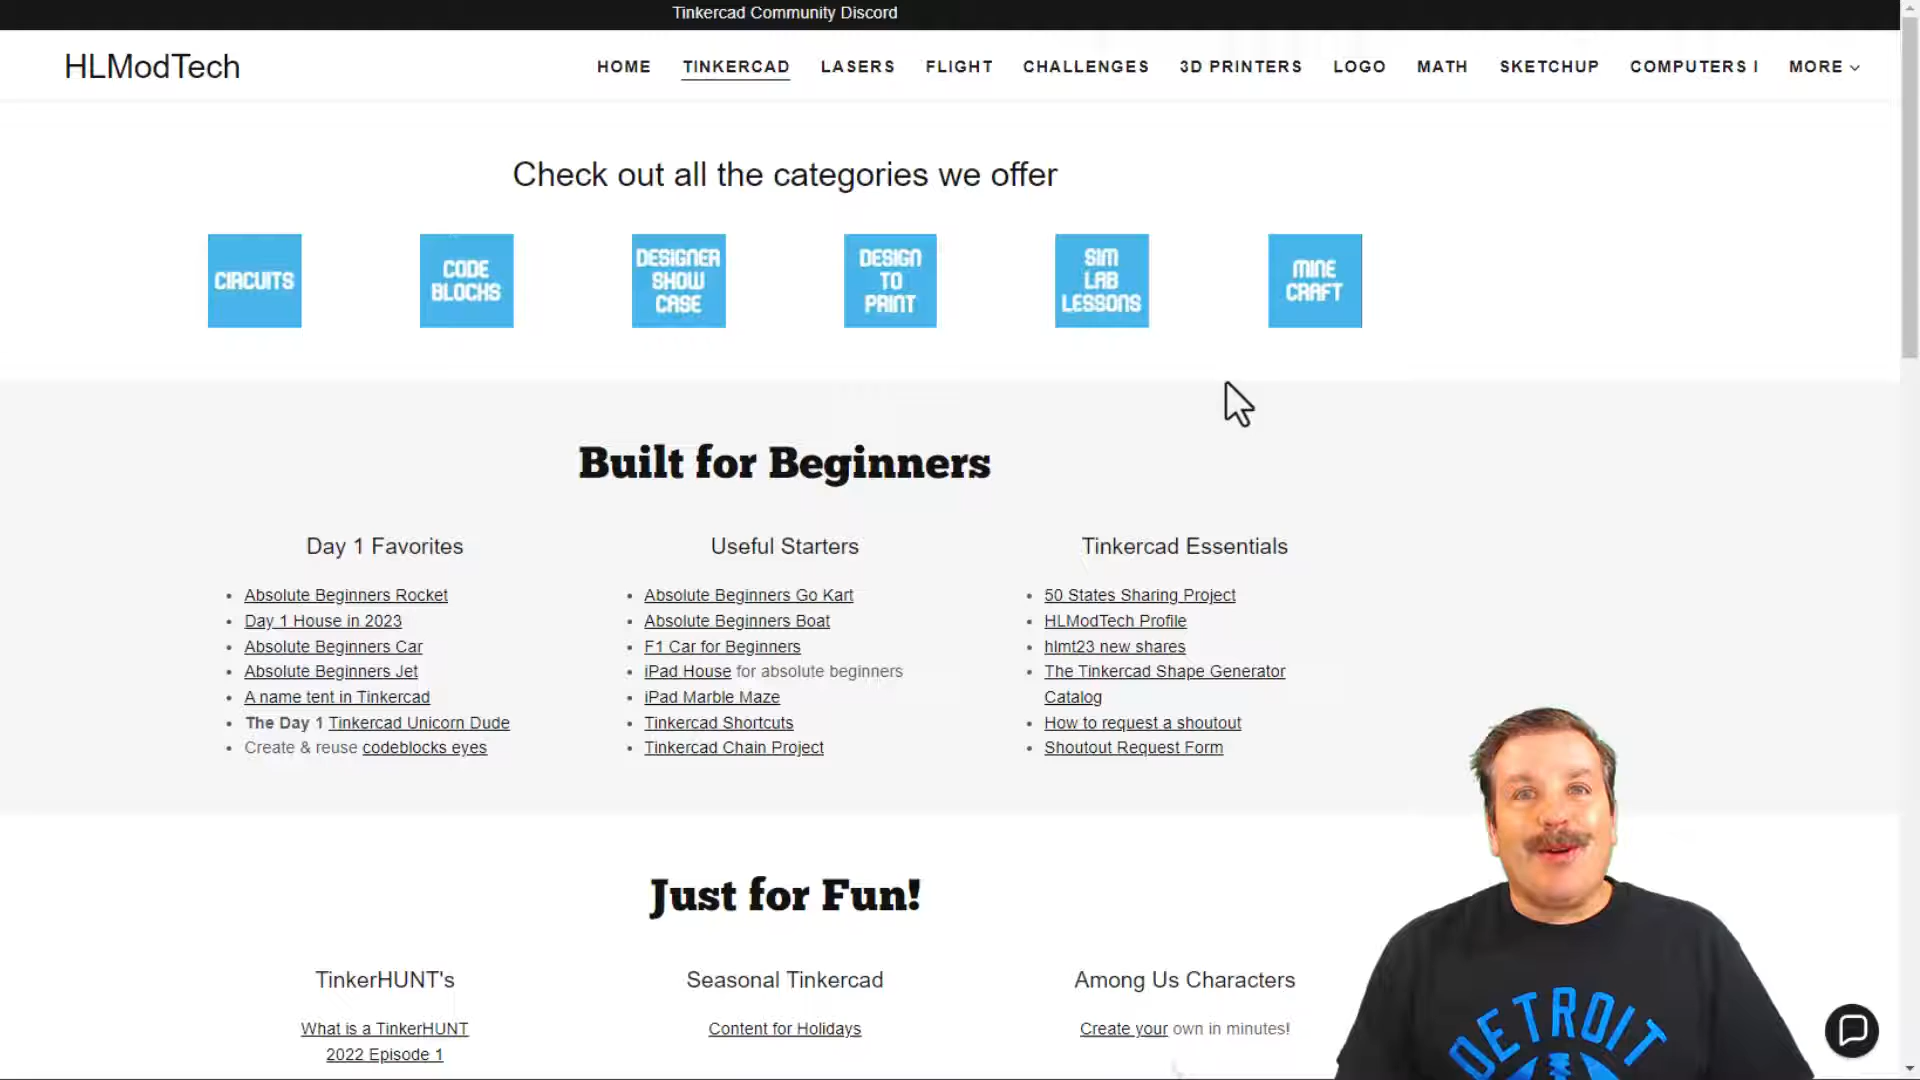 Tinkercad Community Discord
HLModTech
HOME TINKERCAD LASERS FLIGHT CHALLENGES 3D PRINTERS LOGO MATH SKETCHUP COMPUTERS I MORE
Check out all the categories we offer
CIRCUITS
CODE
BLOCKS
DESIGNER
SHOW
CASE
DESIGN
TO
PRINT
SIM
LAB
LESSONS
MINE
CRAFT
Built for Beginners
Day 1 Favorites
Absolute Beginners Rocket
Day 1 House in 2023
Absolute Beginners Car
Absolute Beginners Jet
A name tent in Tinkercad
The Day 1 Tinkercad Unicorn Dude
Create & reuse codeblocks eyes
Useful Starters
Absolute Beginners Go Kart
Absolute Beginners Boat
F1 Car for Beginners
iPad House for absolute beginners
iPad Marble Maze
Tinkercad Shortcuts
Tinkercad Chain Project
Tinkercad Essentials
50 States Sharing Project
HLModTech Profile
hlmt23 new shares
The Tinkercad Shape Generator
Catalog
How to request a shoutout
Shoutout Request Form
Just for Fun!
TinkerHUNT's
What is a TinkerHUNT
2022 Episode 1
Seasonal Tinkercad
Content for Holidays
Among Us Characters
Create your own in minutes!
DETROIT